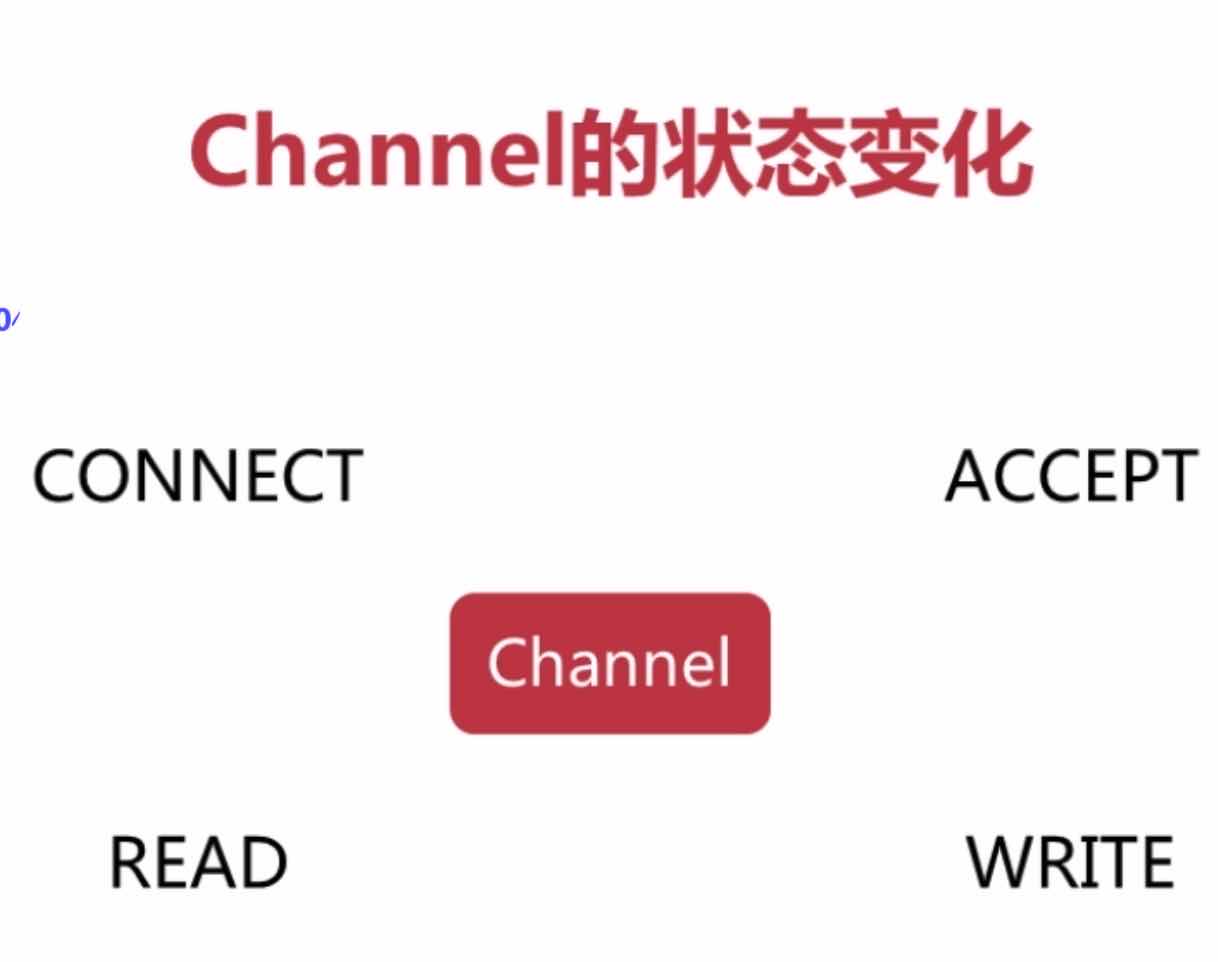 Channel的状态变化
CONNECT
ACCEPT
Channel
READ
WRITE